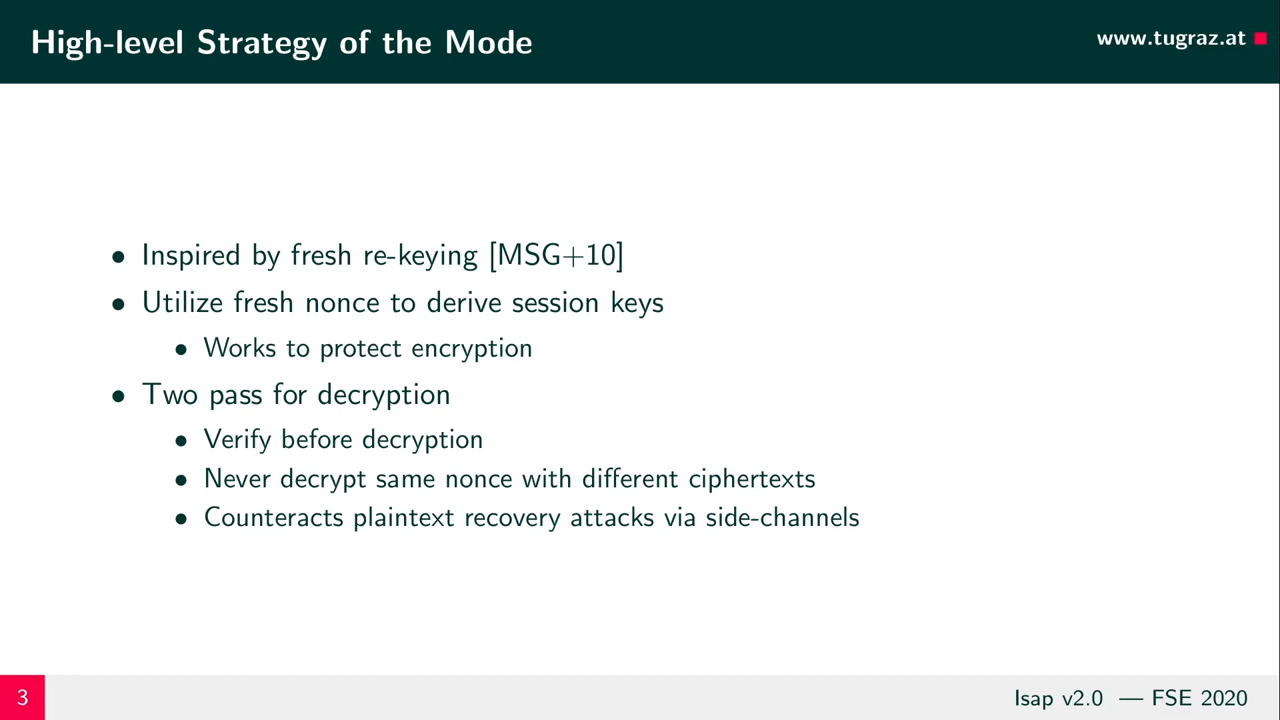 High-level Strategy of the Mode
www.tugraz.at
• Inspired by fresh re-keying [MSG+10]
• Utilize fresh nonce to derive session keys
• Works to protect encryption
• Two pass for decryption
• Verify before decryption
• Never decrypt same nonce with different ciphertexts
• Counteracts plaintext recovery attacks via side-channels
3
Isap v2.0 — FSE 2020